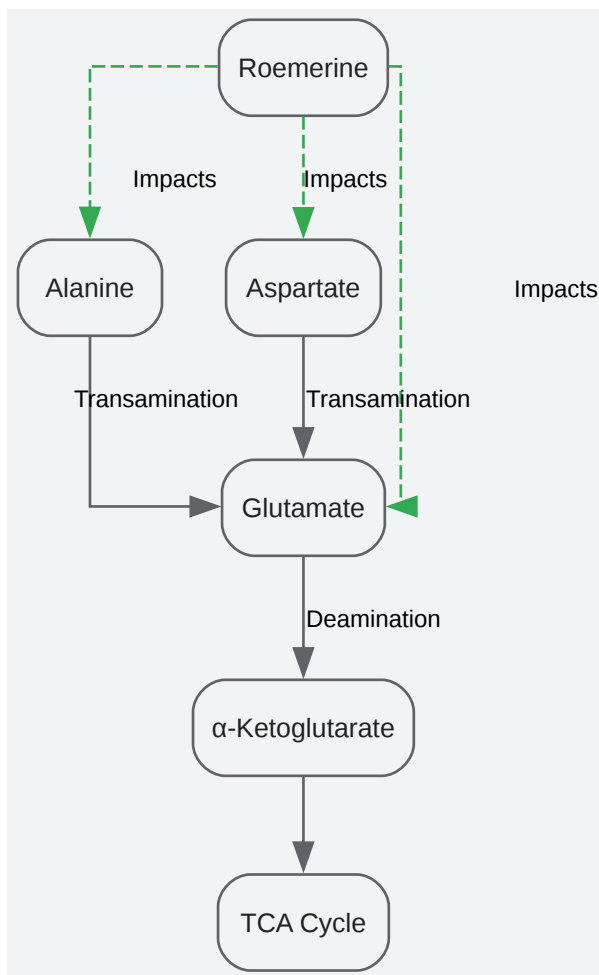 Roemerine
Impacts
Impacts
Alanine
Aspartate
Impacts
Transamination
Transamination
Glutamate
Deamination
α-Ketoglutarate
TCA Cycle